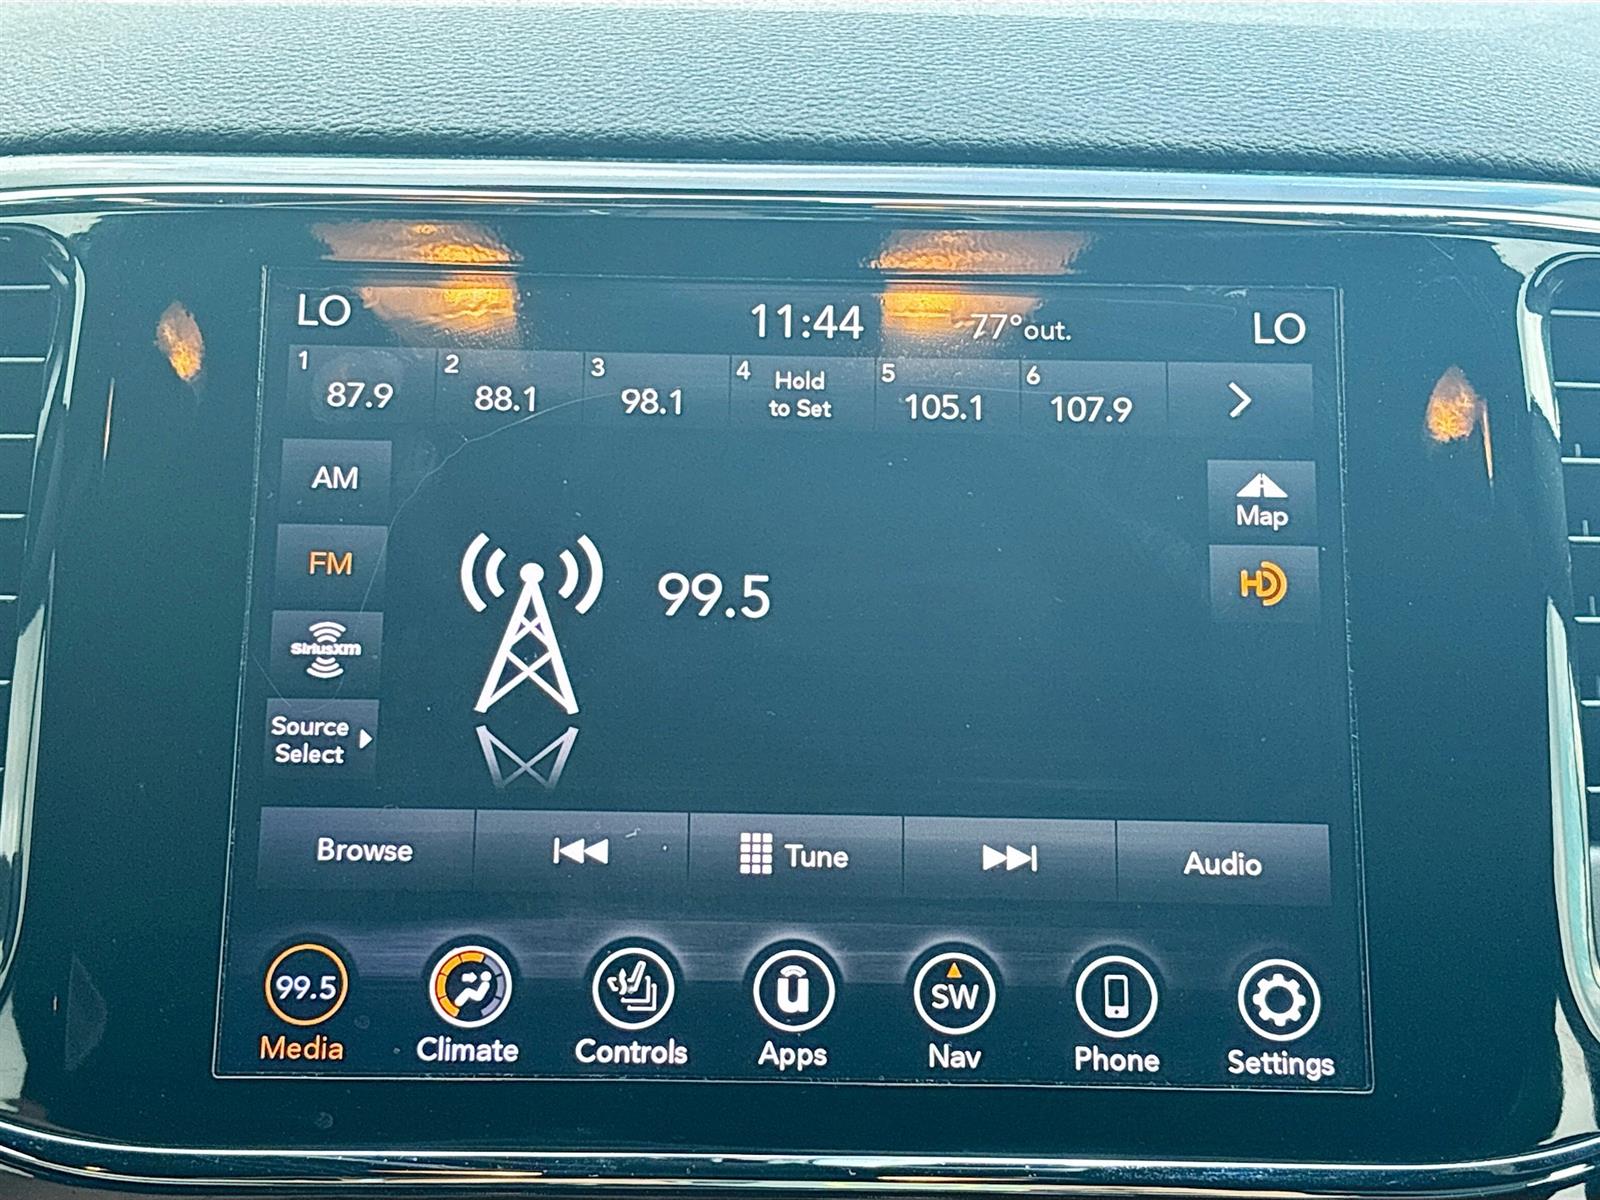 LO 11:44 77°out. LO
1 87.9 2 88.1 3 98.1 4 Hold to Set 5 105.1 6 107.9
AM
Map
FM
HD
99.5
SiriusXM
Source
Select
Browse Tune Audio
99.5 SW
Media Climate Controls Apps Nav Phone Settings